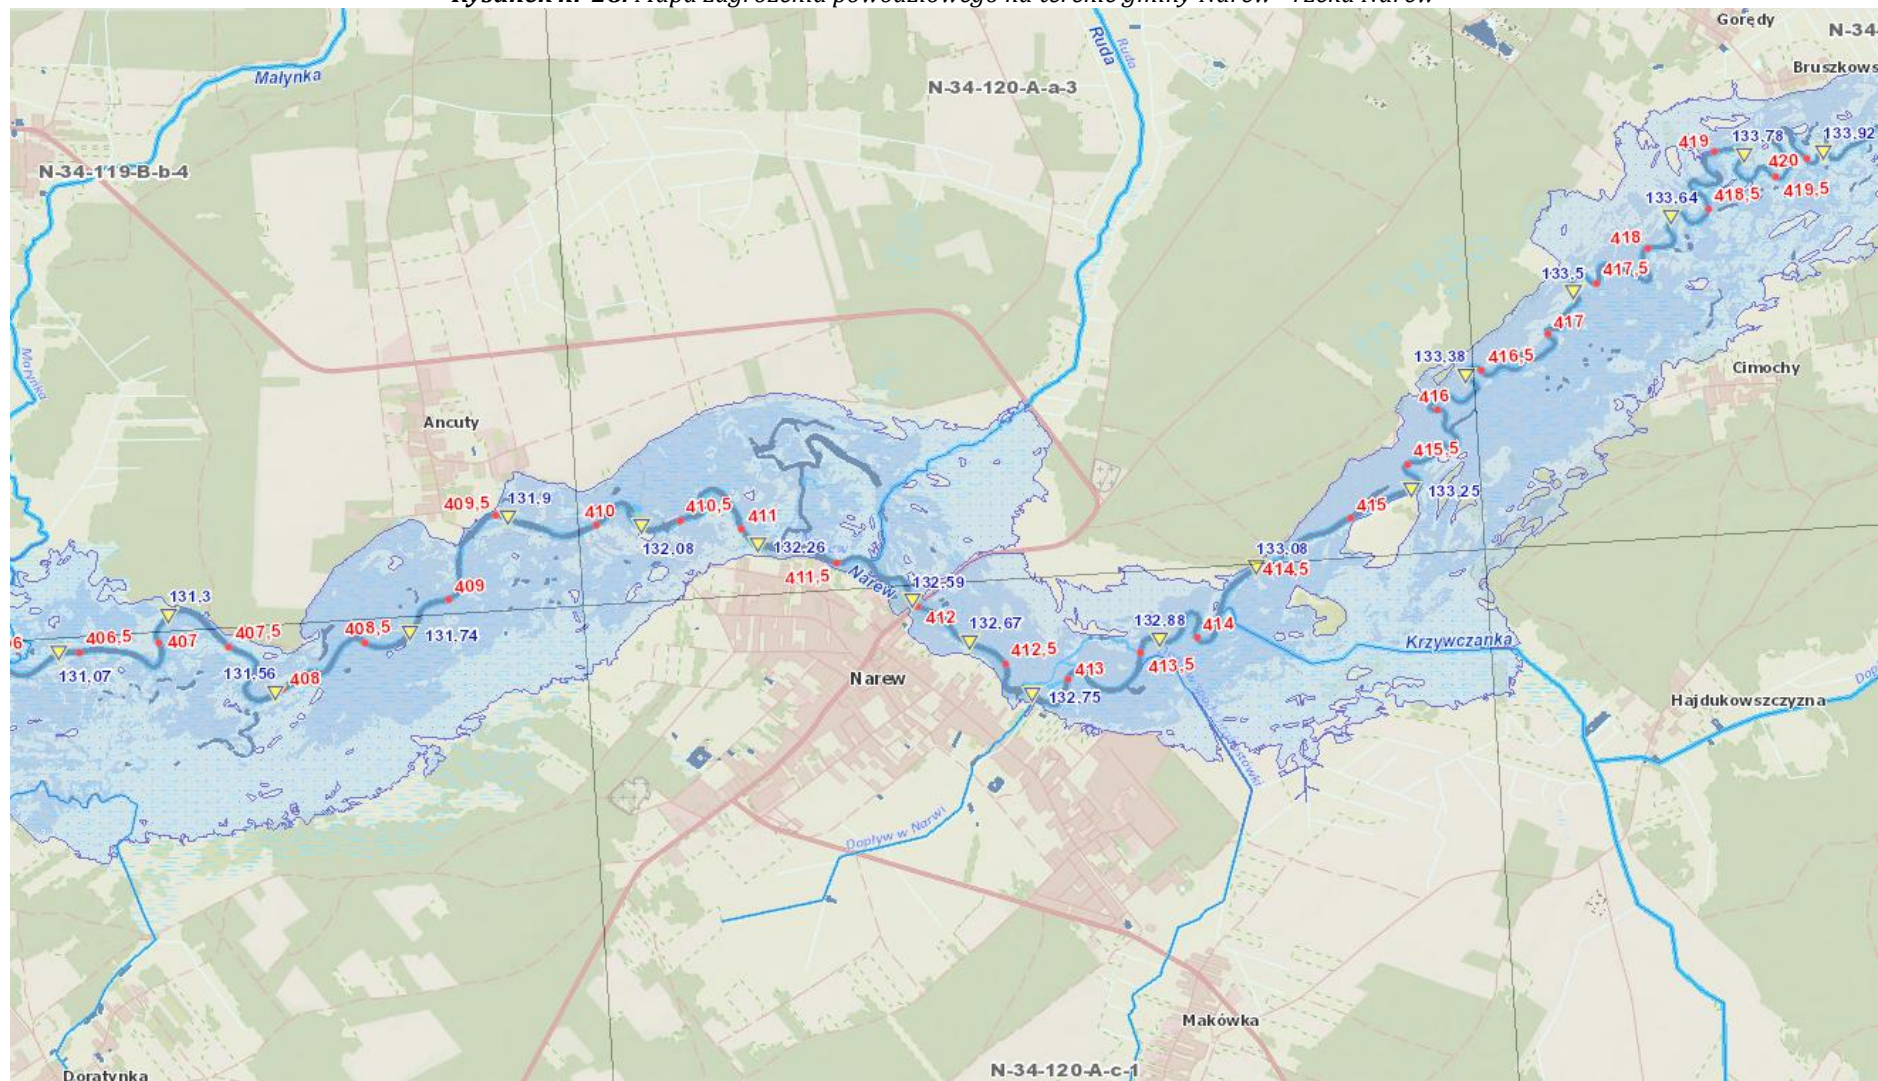 Rysunek nr 28. Mapa zagrożenia powodziowego na terenie gminy Narew - rzeka Narew
Gorędy
N-34-
Ruda
Ruda
Małynka
Bruszkows
N-34-120-A-a-3
419
133,78
133,92
420
N-34-119-B-b-4
419,5
133,64
418,5
418
133,5
417,5
417
Małynka
133,38
416,5
Cimochy
416
Ancuty
415,5
133,25
409,5
131,9
410
410,5
411
415
132,08
132,26
133,08
411,5
Narew
414,5
132,59
131,3
409
412
132,67
132,88
414
06
406,5
407
407,5
408,5
131,74
Krzywczanka
412,5
413
413,5
131,07
131,56
408
Narew
132,75
Hajdukowszczyzna
Dop
Dopływ w Narwi
Makówka
N-34-120-A-c-1
Doratynka